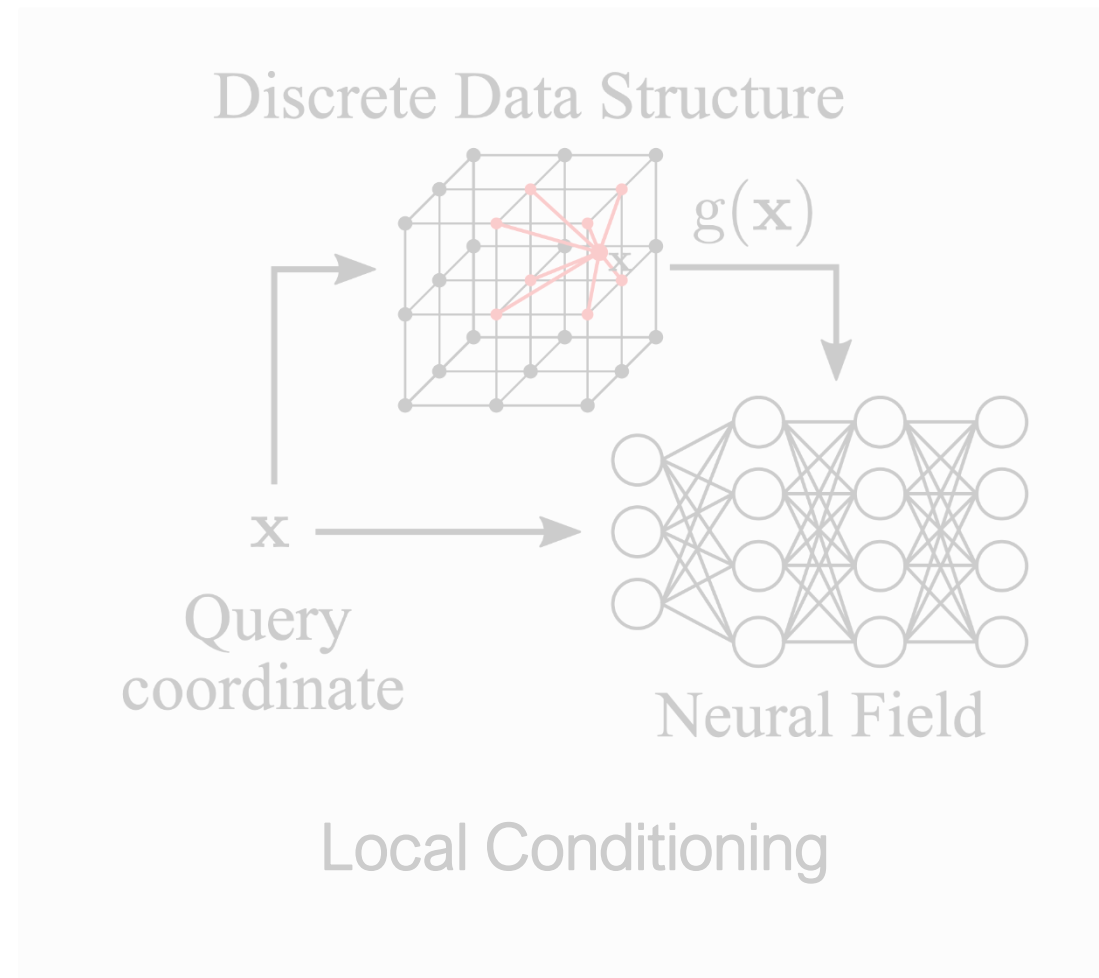 Discrete Data Structure
g(x)
x
x
Query
coordinate
Neural Field
Local Conditioning